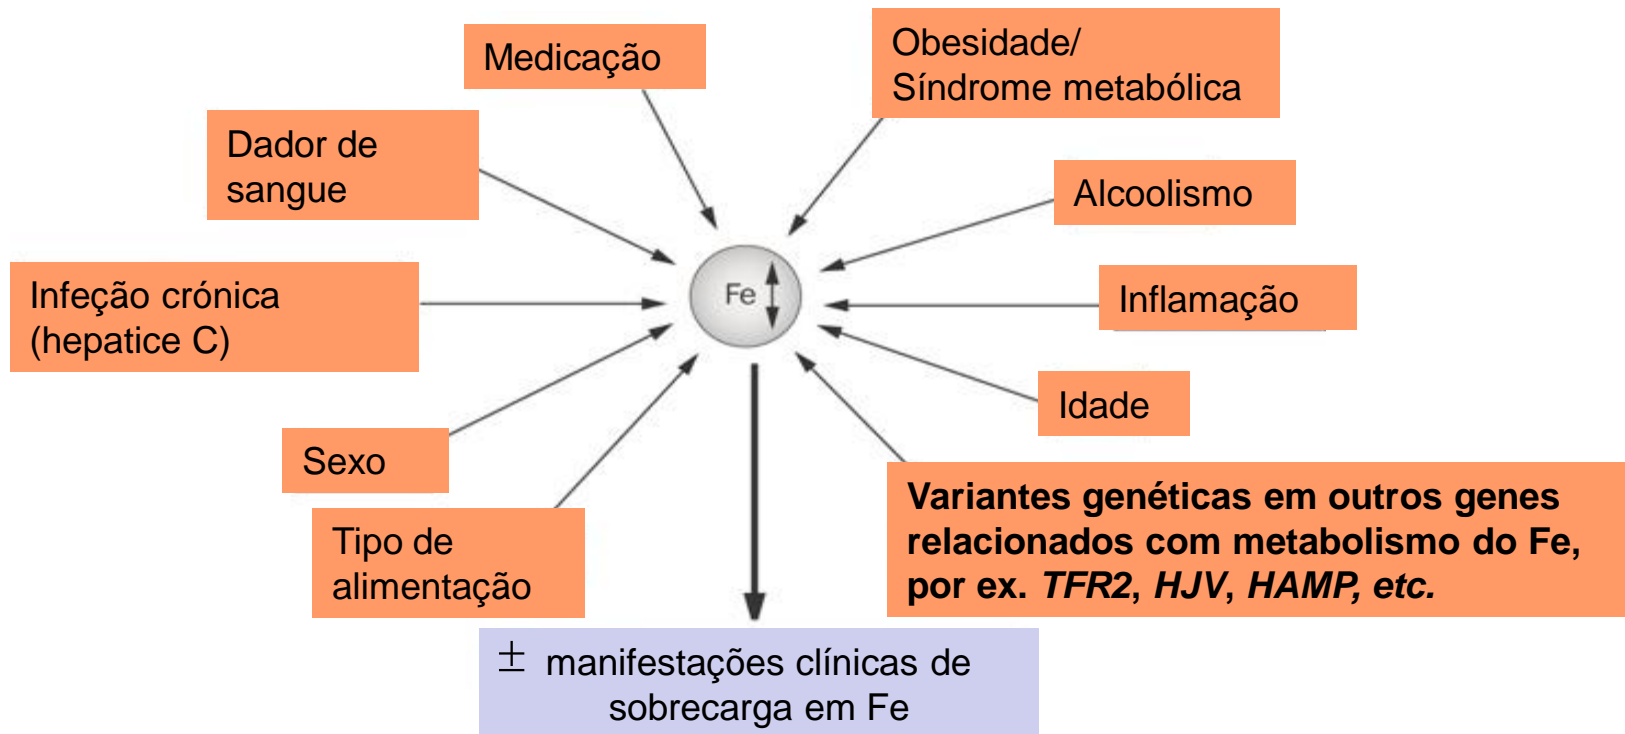 Medicação
Obesidade/
Síndrome metabólica
Dador de
sangue
Alcoolismo
Infeção crónica
(hepatice C)
Fe
Inflamação
Idade
Sexo
Variantes genéticas em outros genes
relacionados com metabolismo do Fe,
por ex. TFR2, HJV, HAMP, etc.
Tipo de
alimentação
± manifestações clínicas de
sobrecarga em Fe